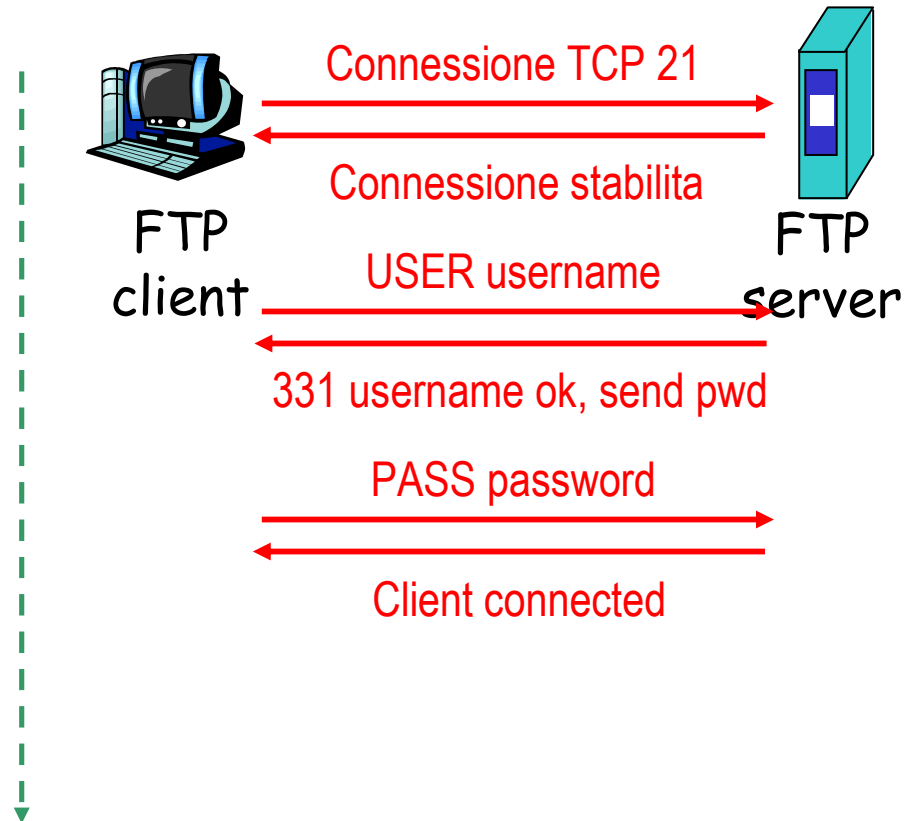 Connessione TCP 21
Connessione stabilita
FTP
client
FTP
server
USER username
331 username ok, send pwd
PASS password
Client connected